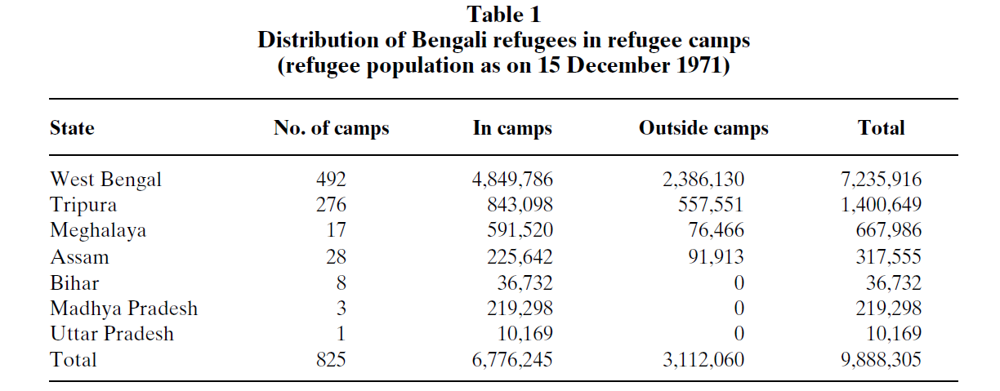 Table 1
Distribution of Bengali refugees in refugee camps
(refugee population as on 15 December 1971)
State No. of camps In camps Outside camps Total
West Bengal 492 4,849,786 2,386,130 7,235,916
Tripura 276 843,098 557,551 1,400,649
Meghalaya 17 591,520 76,466 667,986
Assam 28 225,642 91,913 317,555
Bihar 8 36,732 0 36,732
Madhya Pradesh 3 219,298 0 219,298
Uttar Pradesh 1 10,169 0 10,169
Total 825 6,776,245 3,112,060 9,888,305